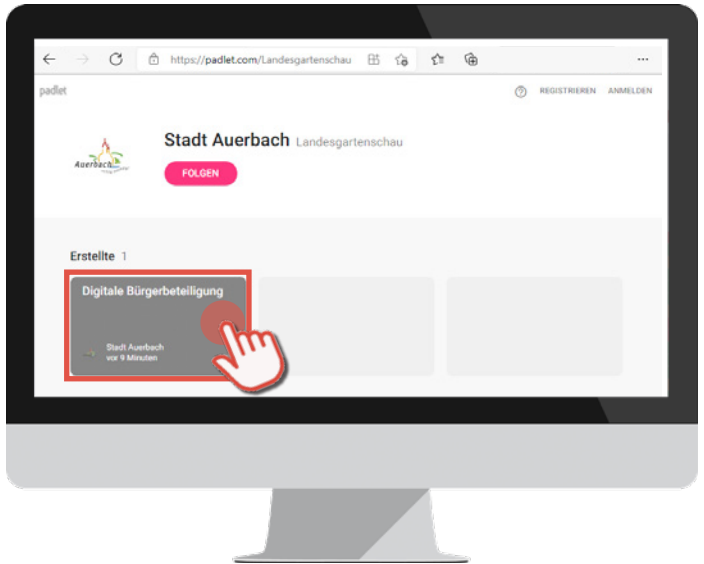 https://padlet.com/Landesgartenschau
padlet
REGISTRIEREN ANMELDEN
Auerbach
Stadt Auerbach Landesgartenschau
FOLGEN
Erstellte 1
Digitale Bürgerbeteiligung
Stadt Auerbach
vor 9 Minuten